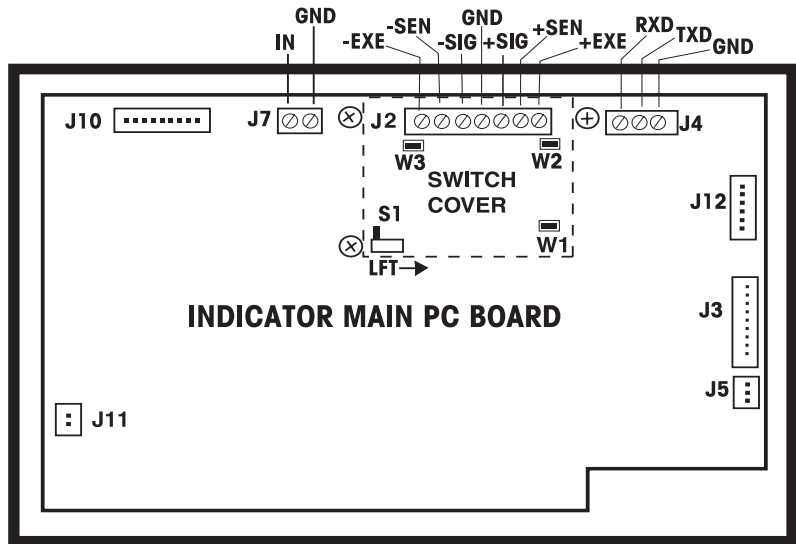 IN GND
-EXE -SEN -SIG GND +SIG +SEN +EXE
RXD TXD GND
J10
J7
J2
J4
W3
W2
SWITCH
COVER
J12
S1
W1
LFT
INDICATOR MAIN PC BOARD
J3
J5
J11